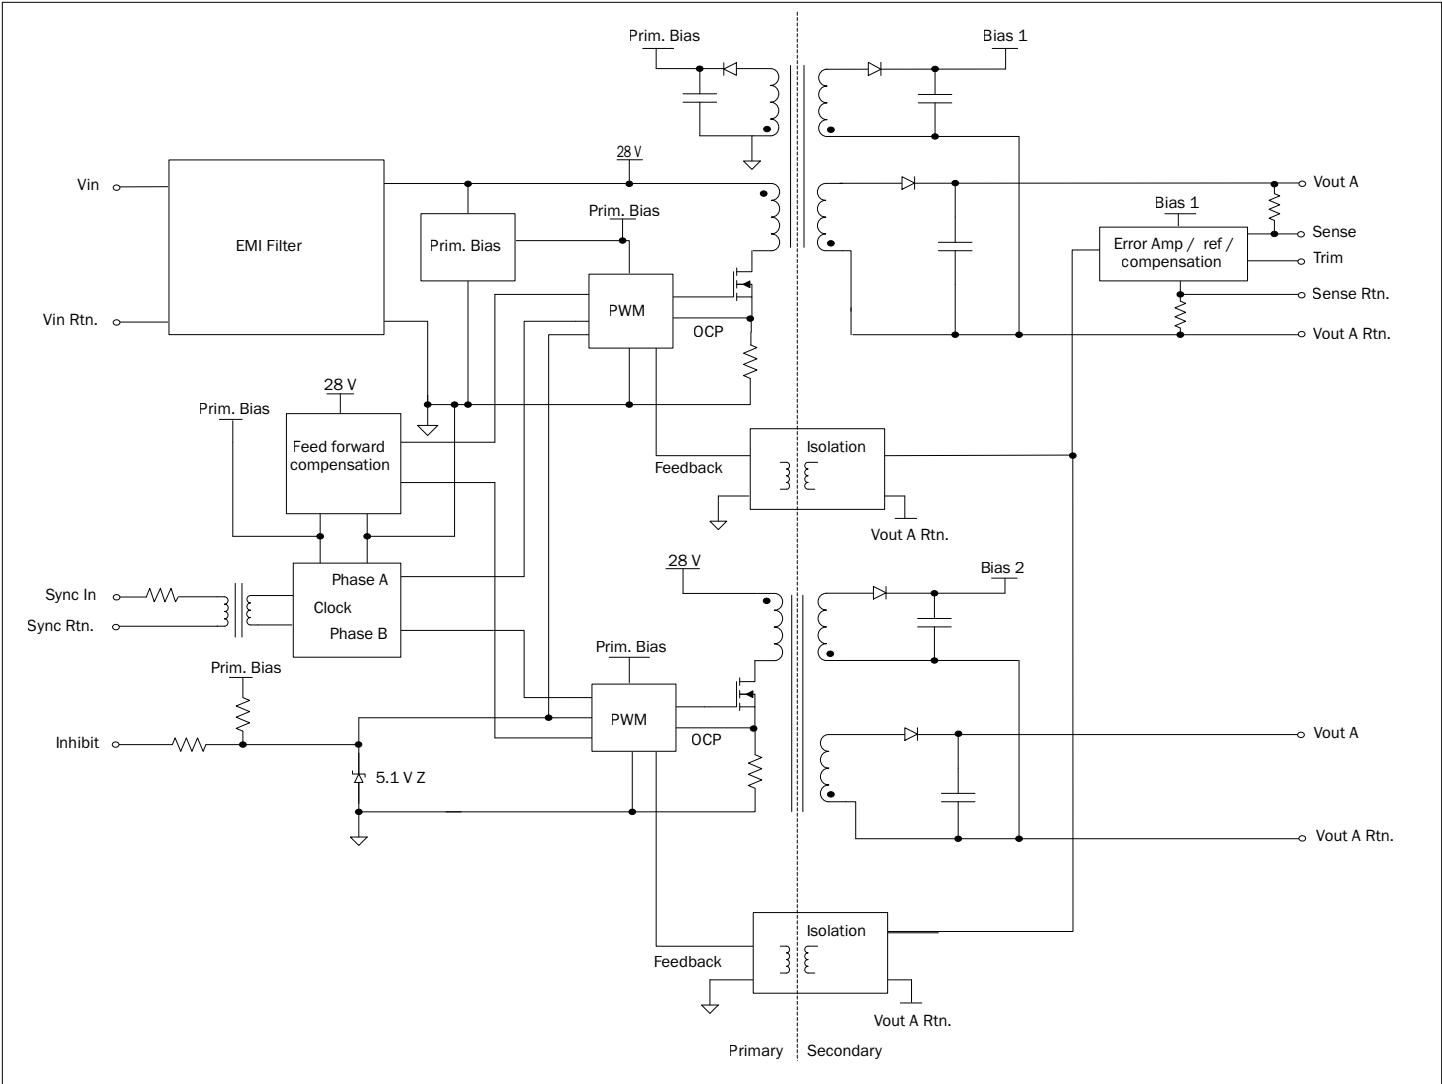 Prim. Bias
Bias 1
28 V
Vin
EMI Filter
Vin Rtn.
Prim. Bias
Prim. Bias
PWM
OCP
Vout A
Bias 1
Error Amp / ref /
compensation
Sense
Trim
Sense Rtn.
Vout A Rtn.
28 V
Prim. Bias
Feed forward
compensation
Feedback
Isolation
Vout A Rtn.
Sync In
Sync Rtn.
Phase A
Clock
Phase B
28 V
Bias 2
Prim. Bias
Prim. Bias
PWM
OCP
Inhibit
5.1 V Z
Vout A
Vout A Rtn.
Feedback
Isolation
Vout A Rtn.
Primary
Secondary